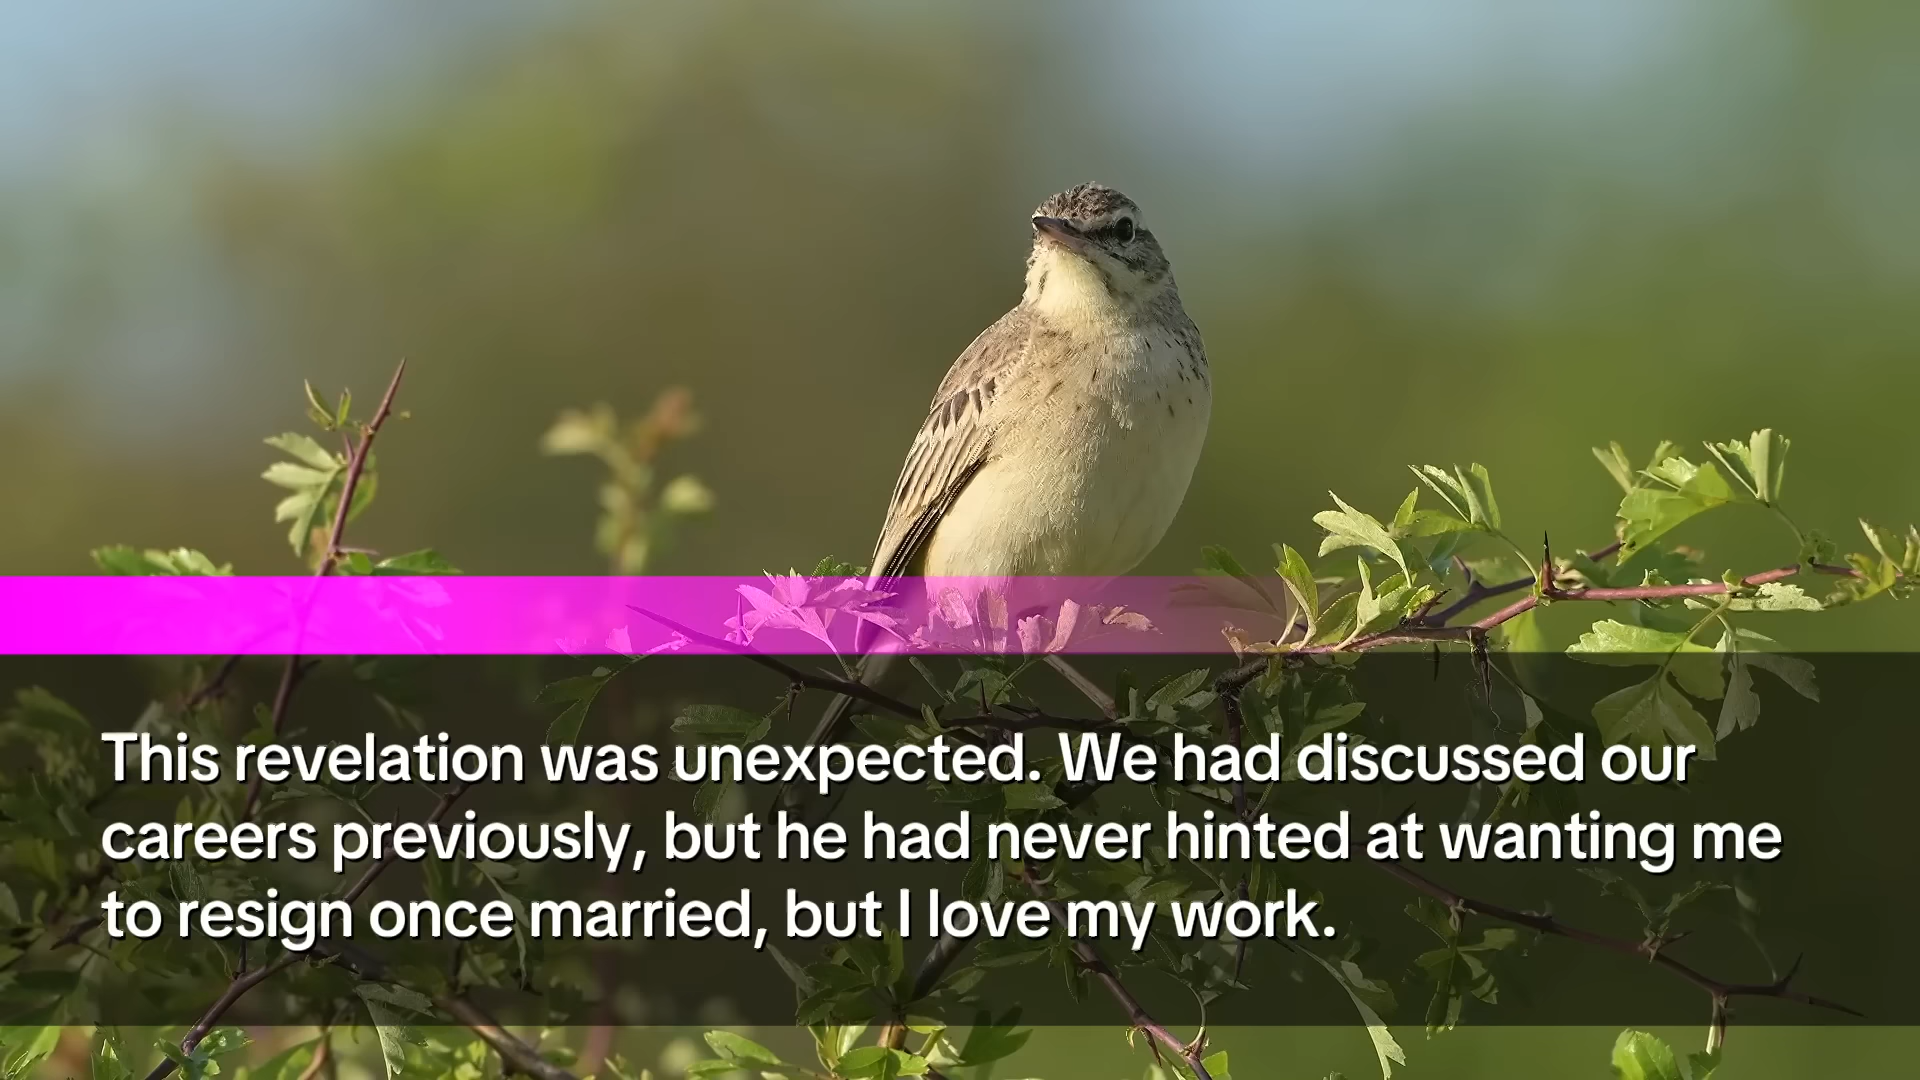 This revelation was unexpected. We had discussed our
careers previously, but he had never hinted at wanting me
to resign once married, but I love my work.